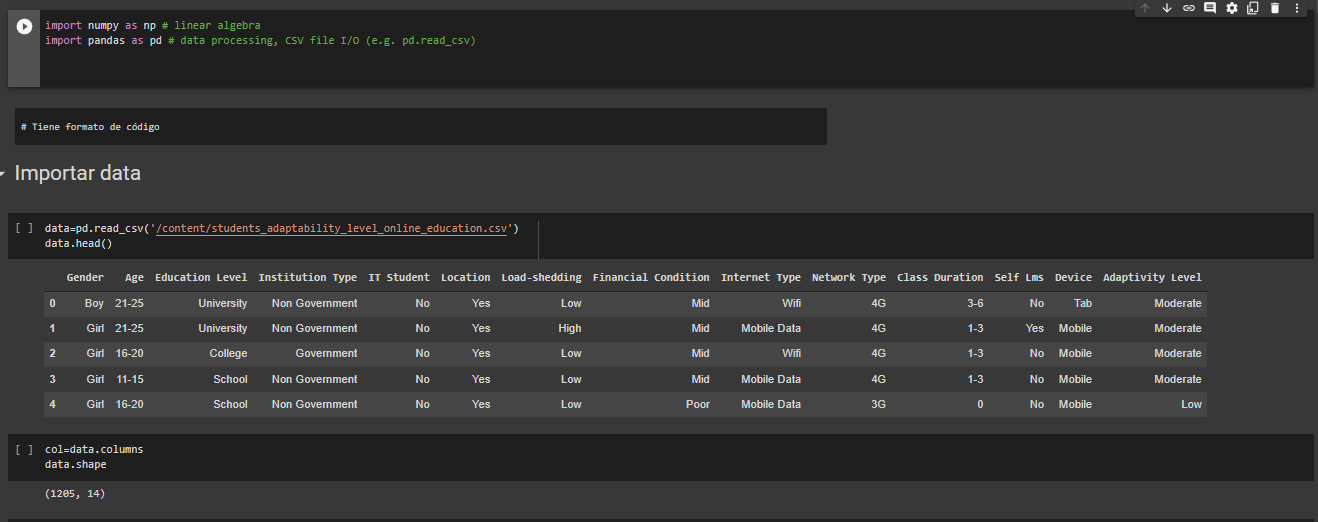 import numpy as np # linear algebra
import pandas as pd # data processing, CSV file I/O (e.g. pd.read_csv)
# Tiene formato de código
Importar data
[ ] data=pd.read_csv('/content/students_adaptability_level_online_education.csv')
data.head()
Gender Age Education Level Institution Type IT Student Location Load-shedding Financial Condition Internet Type Network Type Class Duration Self Lms Device Adaptivity Level
0 Boy 21-25 University Non Government No Yes Low Mid Wifi 4G 3-6 No Tab Moderate
1 Girl 21-25 University Non Government No Yes High Mid Mobile Data 4G 1-3 Yes Mobile Moderate
2 Girl 16-20 College Government No Yes Low Mid Wifi 4G 1-3 No Mobile Moderate
3 Girl 11-15 School Non Government No Yes Low Mid Mobile Data 4G 1-3 No Mobile Moderate
4 Girl 16-20 School Non Government No Yes Low Poor Mobile Data 3G 0 No Mobile Low
[ ] col=data.columns
data.shape
(1205, 14)